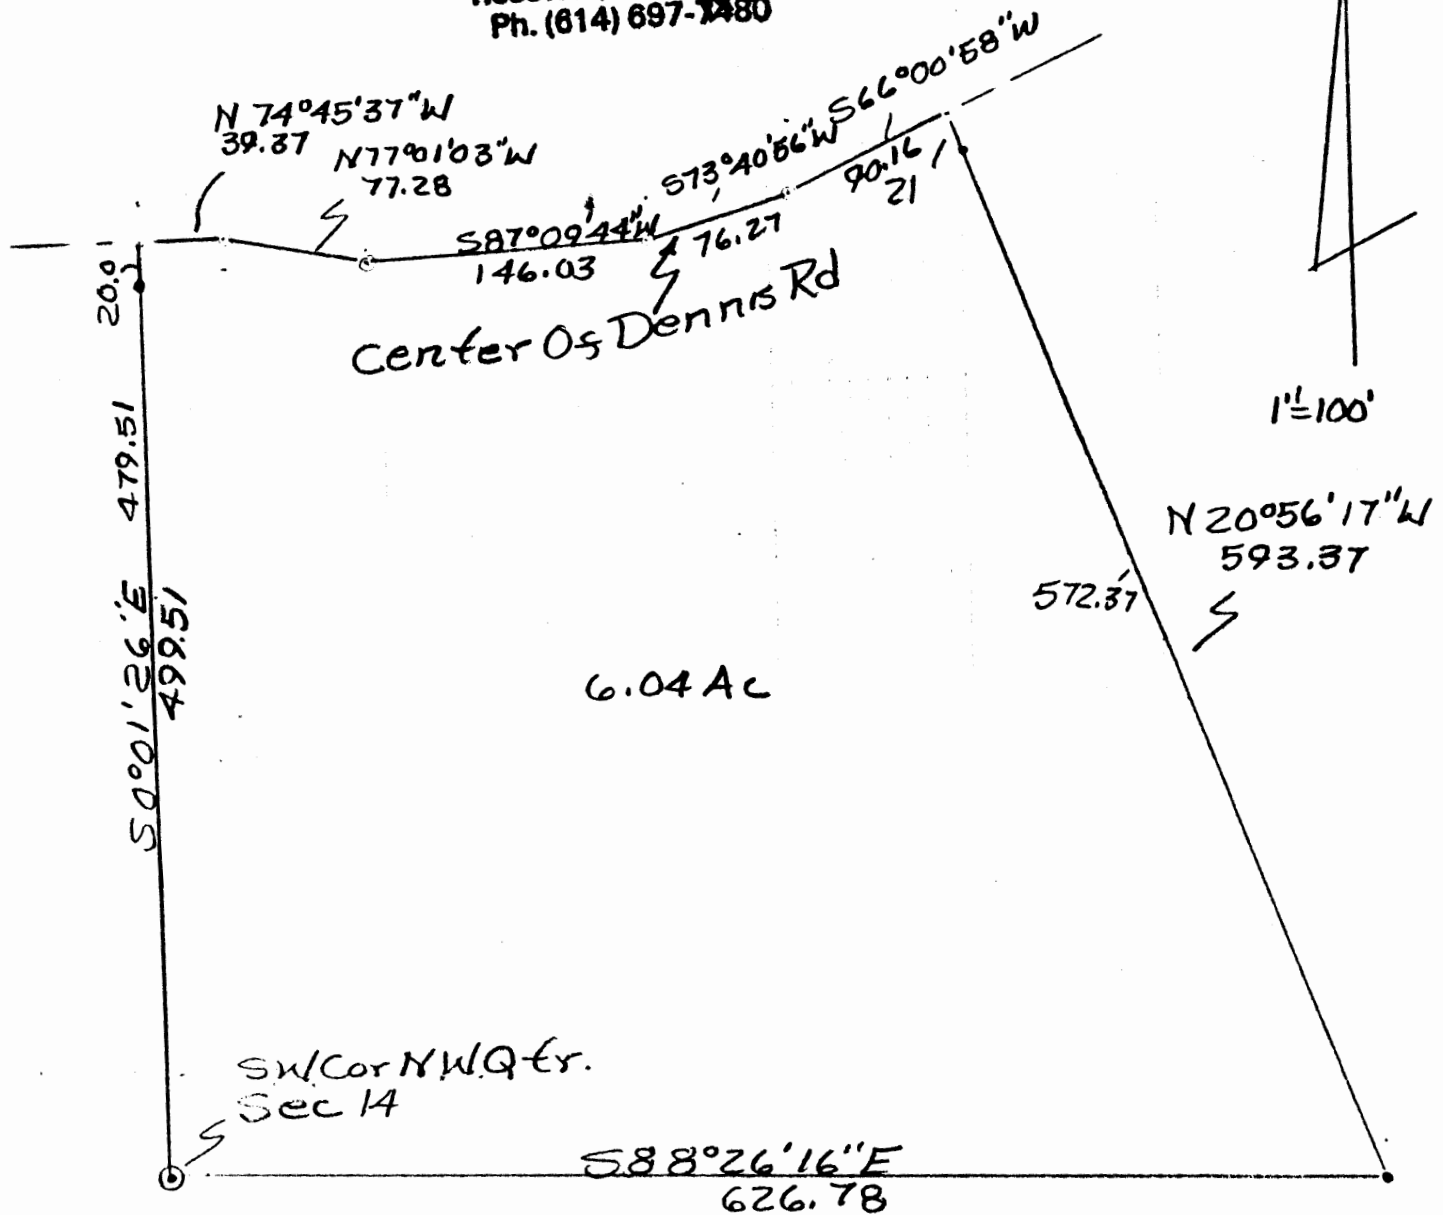 Ph. (614) 697-7480
N 74°45'37"W
39.37
N77°01'03"W
77.28
S87°09'44"W
146.03
S73°40'56"W
76.27
S66°00'58"W
90.16
21
20.0
Center Of Dennis Rd
1"=100'
479.51
S 0°01'26"E
499.51
N 20°56'17"W
593.37
572.37
6.04 Ac
SW/Cor N.W.Qtr.
Sec 14
S88°26'16"E
626.78